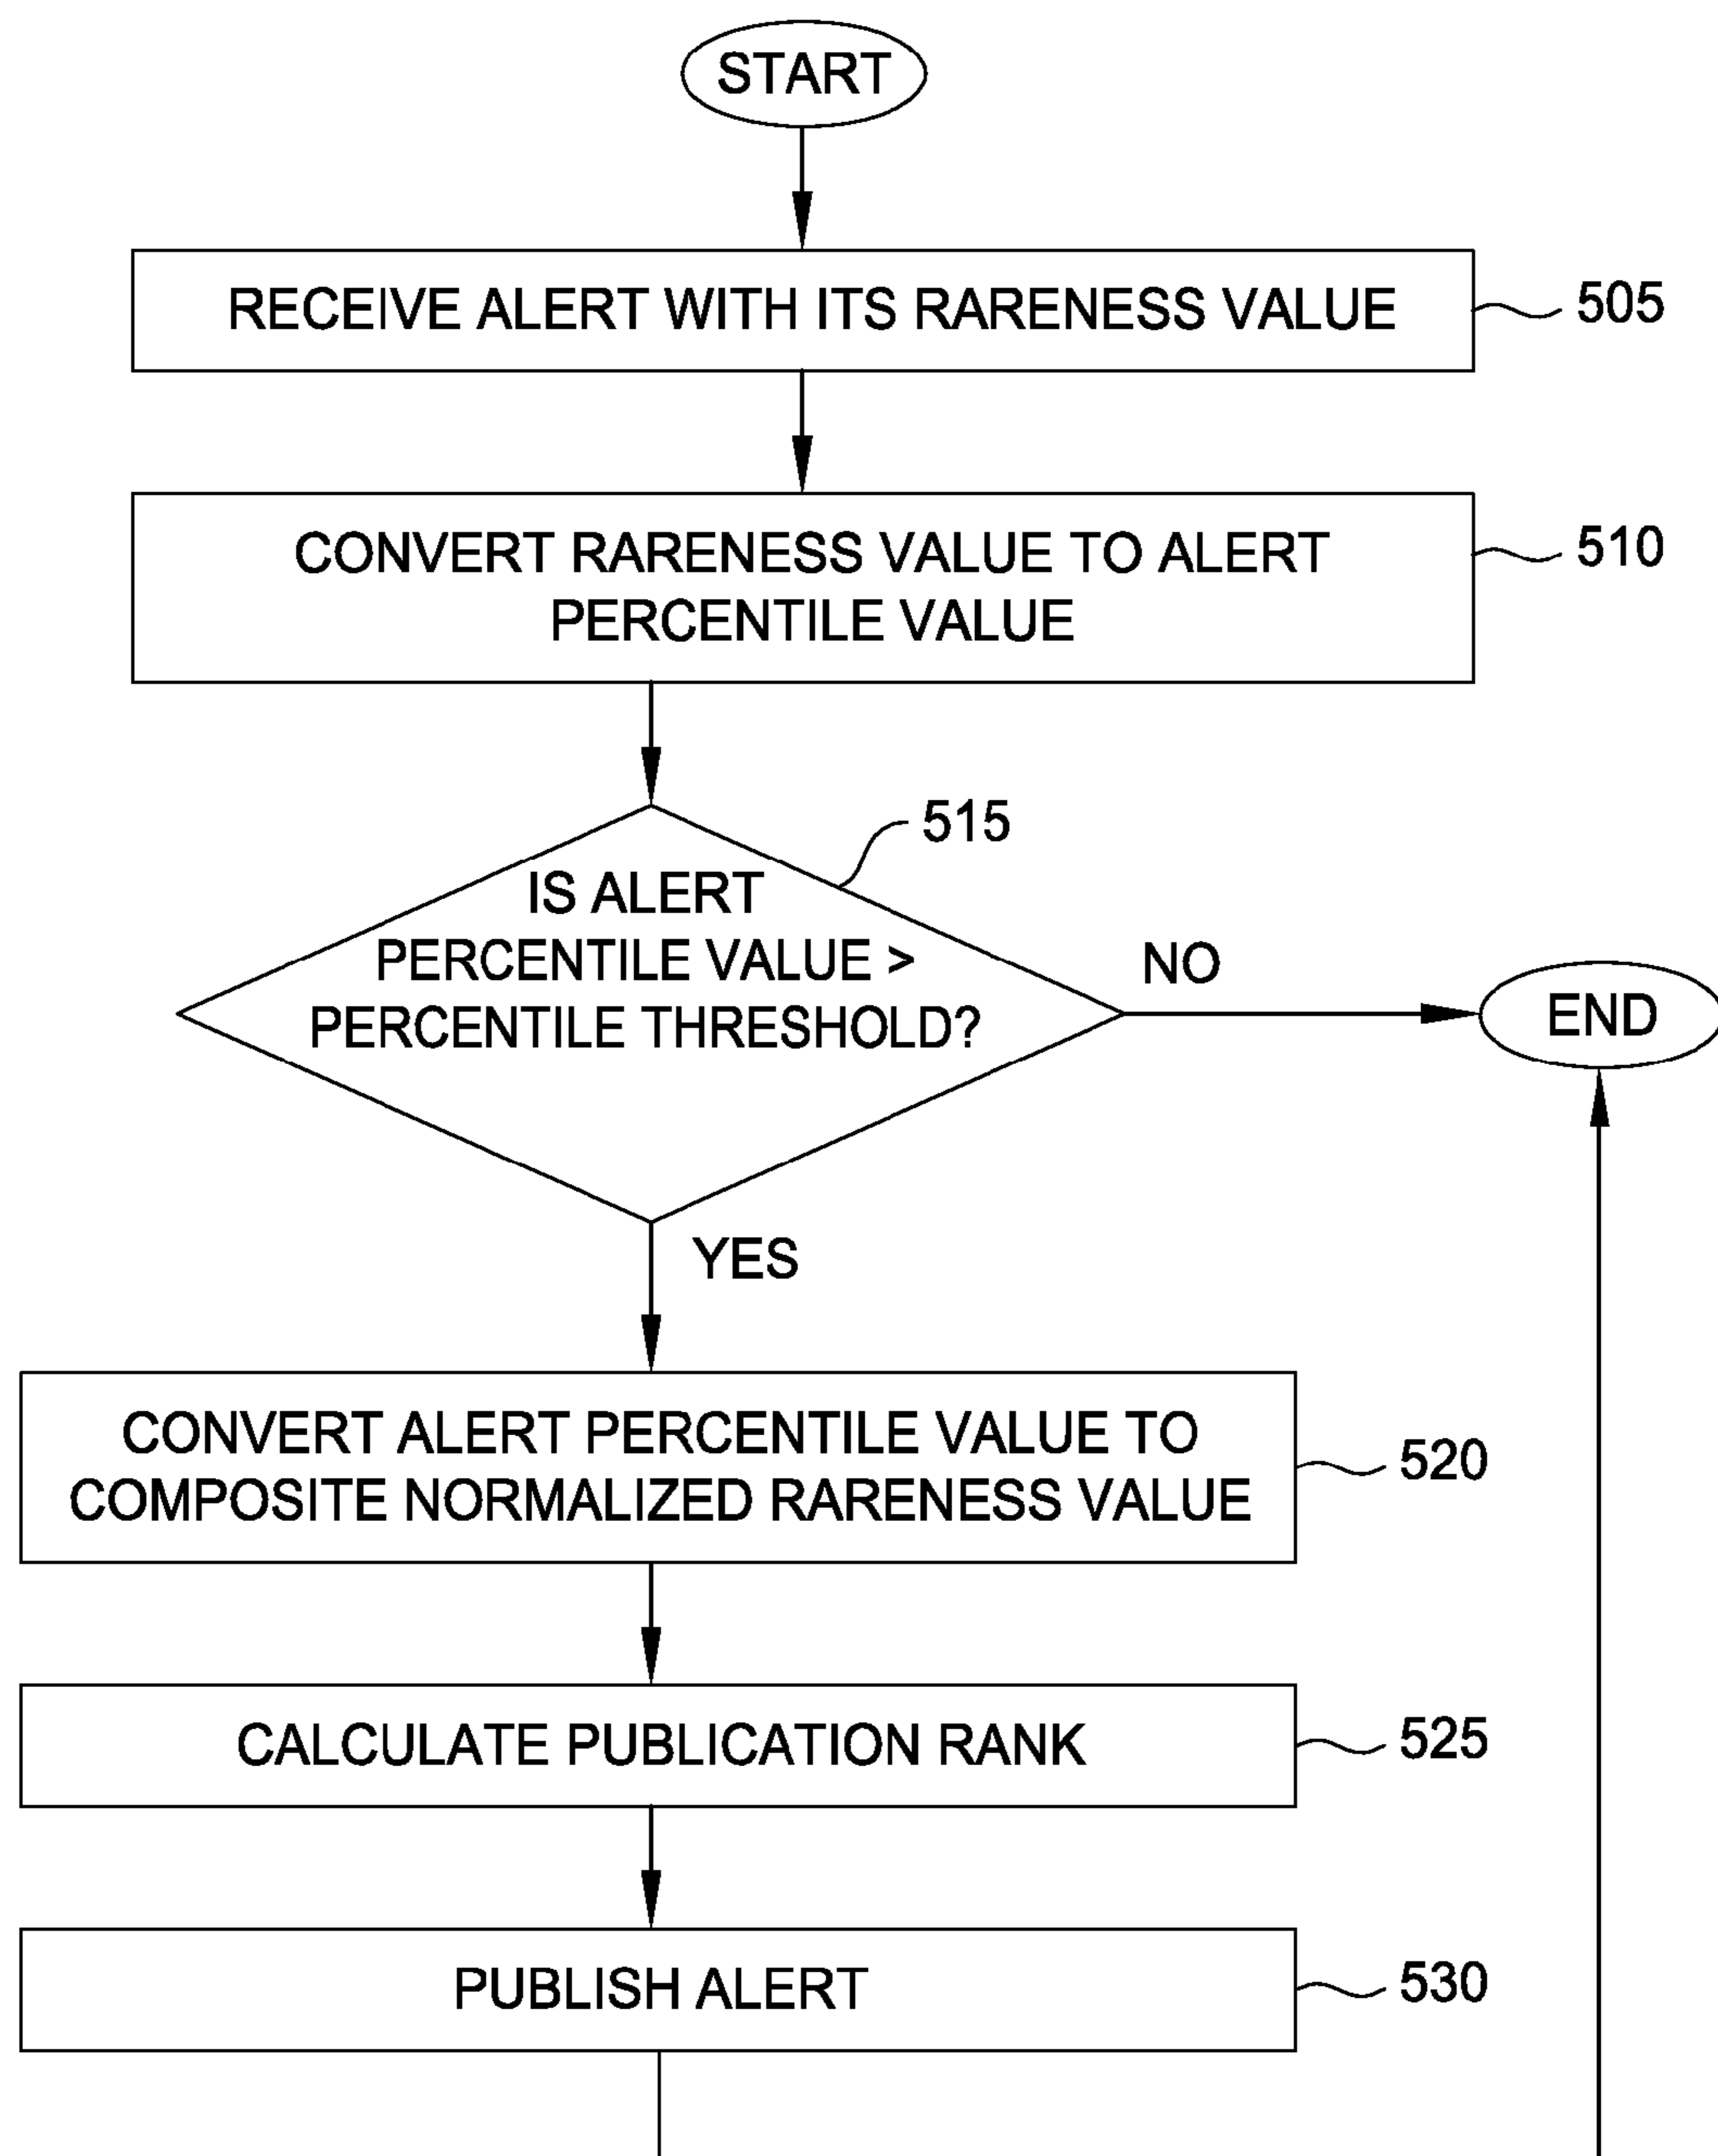 START
RECEIVE ALERT WITH ITS RARENESS VALUE
505
CONVERT RARENESS VALUE TO ALERT
PERCENTILE VALUE
510
515
IS ALERT
PERCENTILE VALUE >
PERCENTILE THRESHOLD?
NO
END
YES
CONVERT ALERT PERCENTILE VALUE TO
COMPOSITE NORMALIZED RARENESS VALUE
520
CALCULATE PUBLICATION RANK
525
PUBLISH ALERT
530